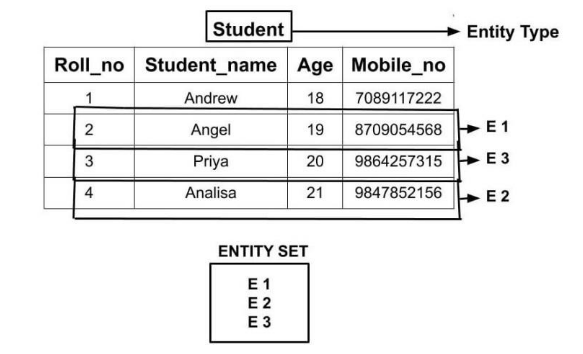 Student Entity Type
Roll_no Student_name Age Mobile_no
1 Andrew 18 7089117222
2 Angel 19 8709054568 E 1
3 Priya 20 9864257315 E 3
4 Analisa 21 9847852156 E 2
ENTITY SET
E 1
E 2
E 3